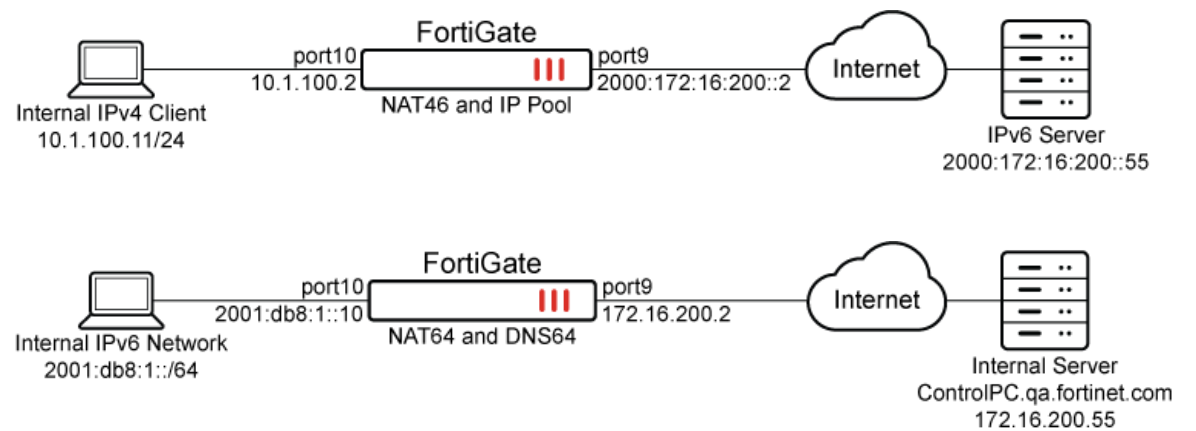 FortiGate
port10
port9
10.1.100.2
2000:172:16:200::2
Internet
NAT46 and IP Pool
Internal IPv4 Client
10.1.100.11/24
IPv6 Server
2000:172:16:200::55
FortiGate
port10
port9
2001:db8:1::10
172.16.200.2
Internet
NAT64 and DNS64
Internal IPv6 Network
2001:db8:1::/64
Internal Server
ControlPC.qa.fortinet.com
172.16.200.55